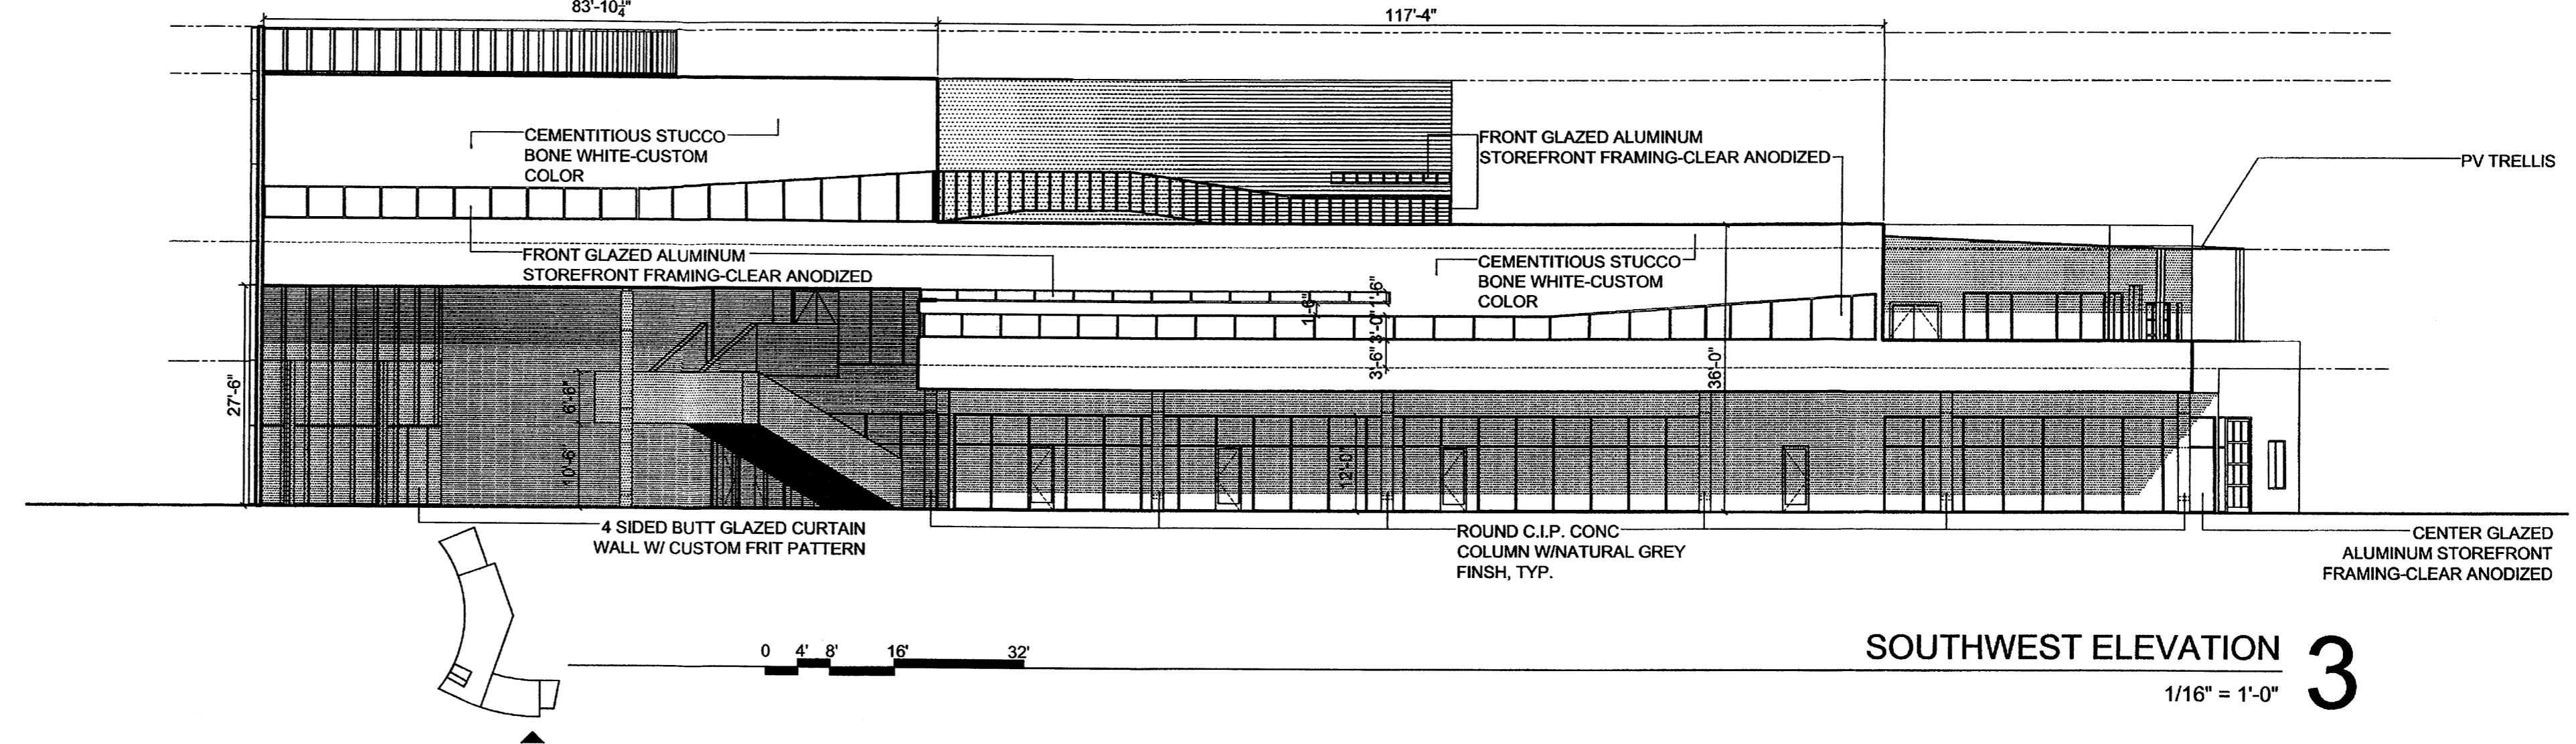 83'-10¼"
117'-4"
CEMENTITIOUS STUCCO
BONE WHITE-CUSTOM
COLOR
FRONT GLAZED ALUMINUM
STOREFRONT FRAMING-CLEAR ANODIZED
PV TRELLIS
FRONT GLAZED ALUMINUM
STOREFRONT FRAMING-CLEAR ANODIZED
CEMENTITIOUS STUCCO
BONE WHITE-CUSTOM
COLOR
1'-6"
1'-6"
3'-0"
3'-6"
36'-0"
27'-6"
6'-6"
10'-6"
12'-0"
4 SIDED BUTT GLAZED CURTAIN
WALL W/ CUSTOM FRIT PATTERN
ROUND C.I.P. CONC
COLUMN W/NATURAL GREY
FINSH, TYP.
CENTER GLAZED
ALUMINUM STOREFRONT
FRAMING-CLEAR ANODIZED
0 4' 8' 16' 32'
SOUTHWEST ELEVATION 3
1/16" = 1'-0"